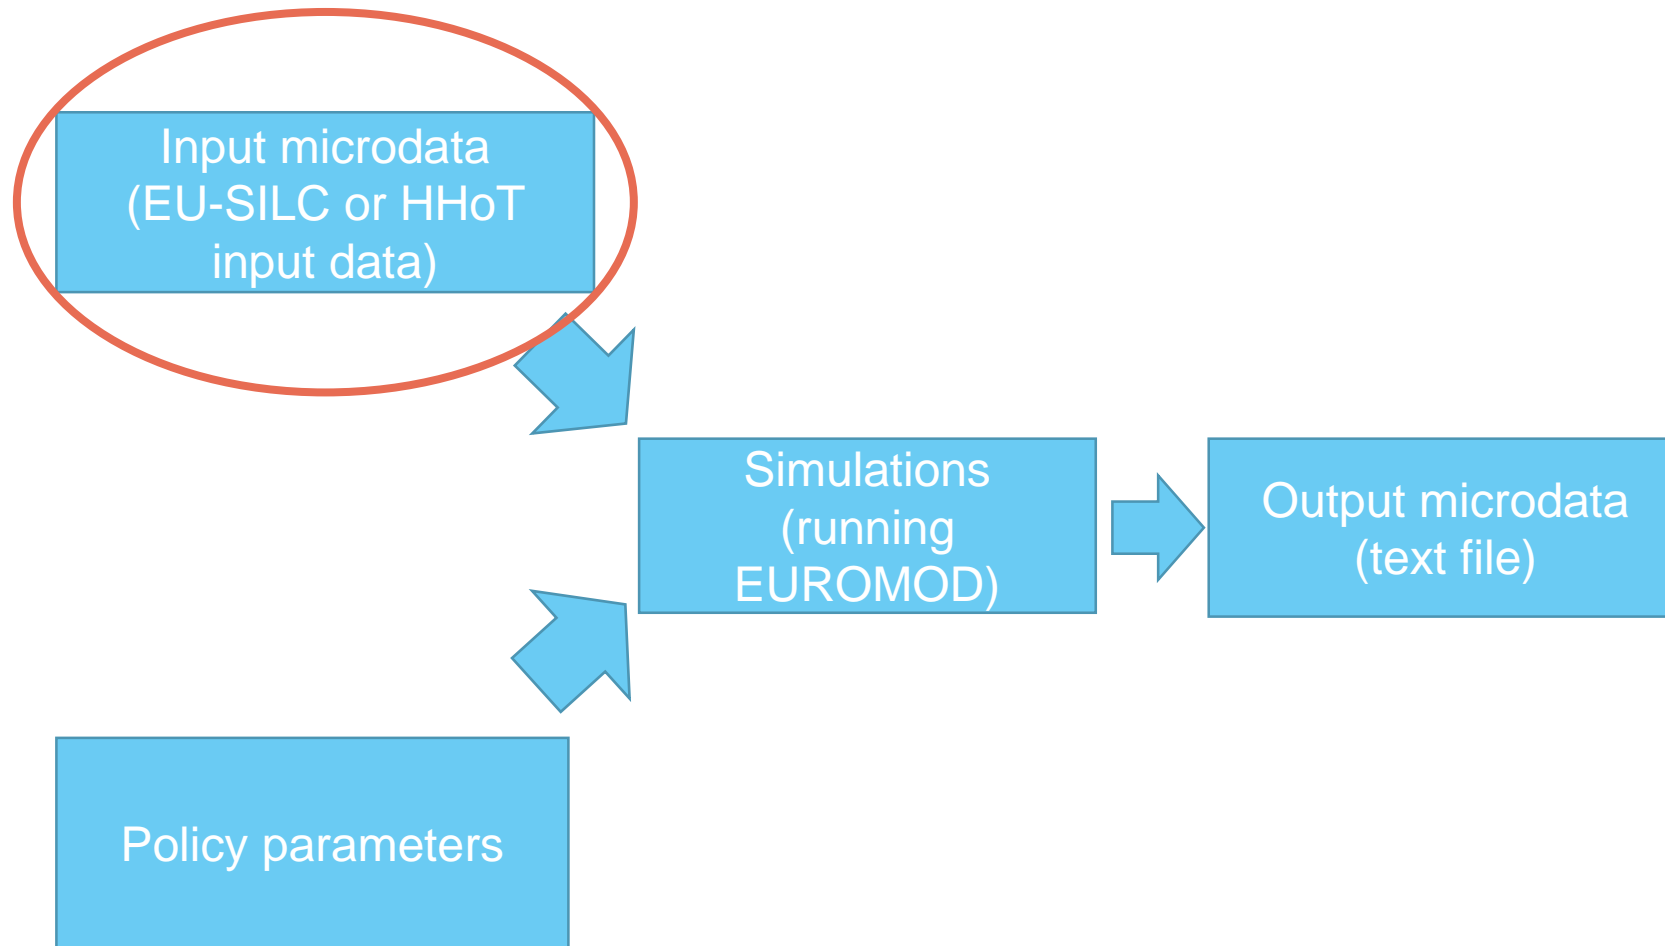 Input microdata
(EU-SILC or HHoT
input data)
Simulations
(running
EUROMOD)
Output microdata
(text file)
Policy parameters